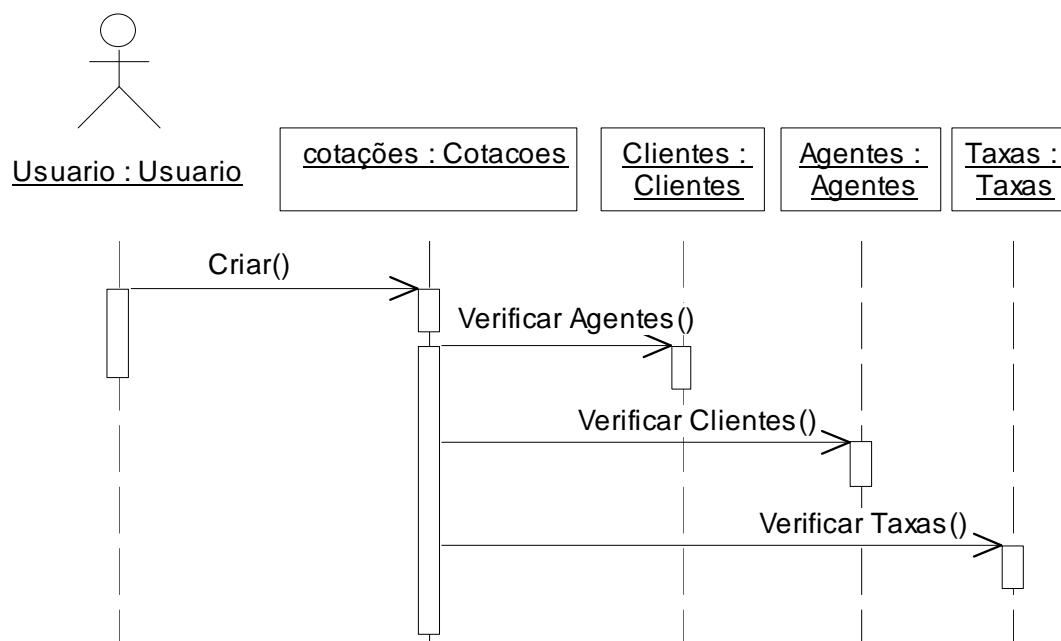 Usuario : Usuario
cotações : Cotacoes
Clientes :
Clientes
Agentes :
Agentes
Taxas :
Taxas
Criar()
Verificar Agentes()
Verificar Clientes()
Verificar Taxas()